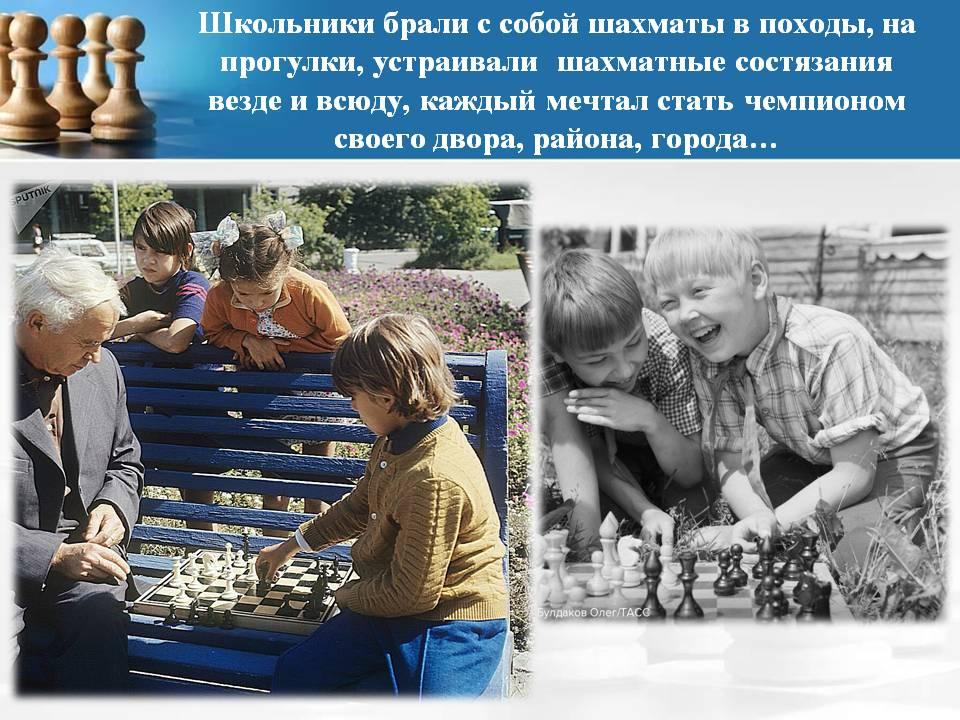 Школьники брали с собой шахматы в походы, на
прогулки, устраивали шахматные состязания
везде и всюду, каждый мечтал стать чемпионом
своего двора, района, города…
SPUTNIK
Булдаков Олег/ТАСС